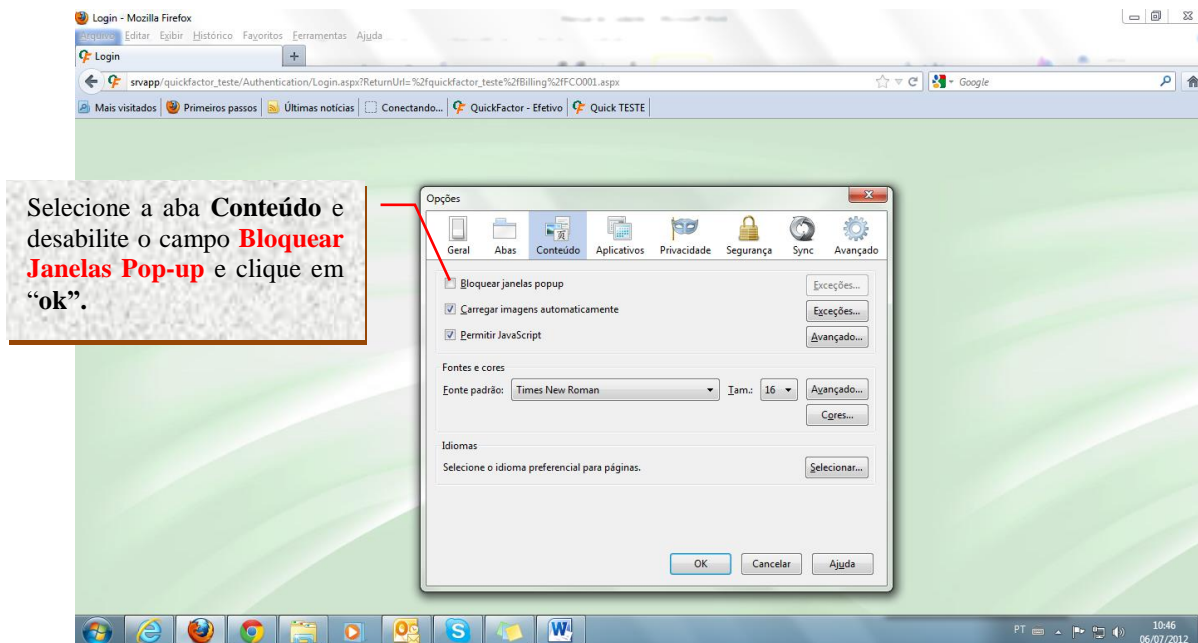 Login - Mozilla Firefox
Editar Exibir Histórico Favoritos Ferramentas Ajuda
Login
srvapp/quickfactor_teste/Authentication/Login.aspx?ReturnUrl=%2fquickfactor_teste%2fBilling%2fFCO001.aspx
Google
Mais visitados Primeiros passos Últimas notícias Conectando... QuickFactor - Efetivo Quick TESTE
Selecione a aba Conteúdo e
desabilite o campo Bloquear
Janelas Pop-up e clique em
“ok”.
Opções
Geral Abas Conteúdo Aplicativos Privacidade Segurança Sync Avançado
Bloquear janelas popup Exceções...
Carregar imagens automaticamente Exceções...
Permitir JavaScript Avançado...
Fontes e cores
Fonte padrão: Times New Roman Tam.: 16 Avançado...
Cores...
Idiomas
Selecione o idioma preferencial para páginas. Selecionar...
OK Cancelar Ajuda
PT 10:46
06/07/2012